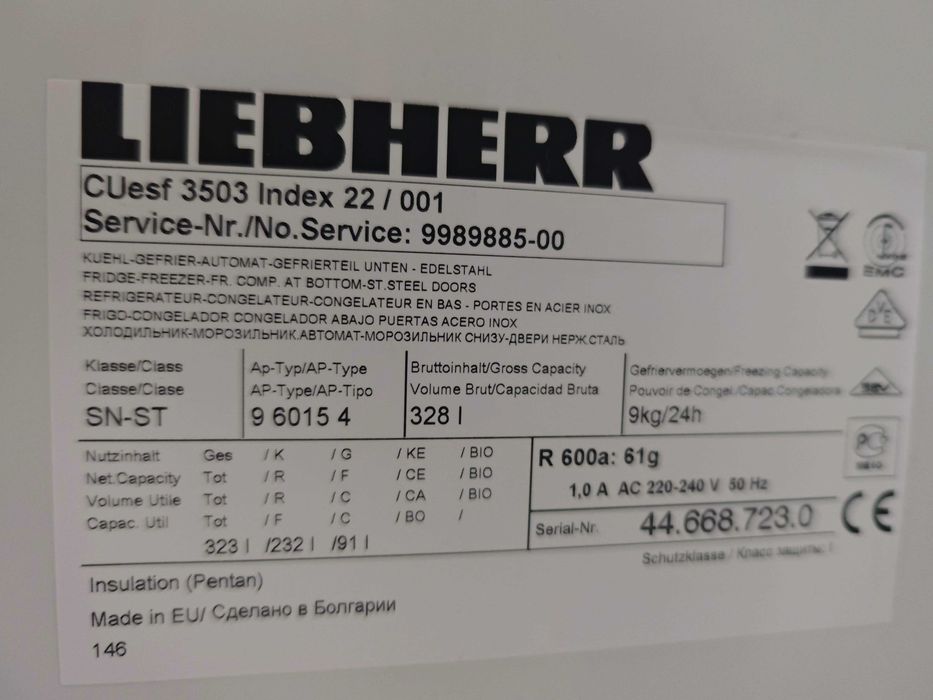 LIEBHERR
CUesf 3503 Index 22 / 001
Service-Nr./No.Service: 9989885-00
KUEHL-GEFRIER-AUTOMAT-GEFRIERTEIL UNTEN - EDELSTAHL
FRIDGE-FREEZER-FR. COMP. AT BOTTOM-ST.STEEL DOORS
REFRIGERATEUR-CONGELATEUR-CONGELATEUR EN BAS - PORTES EN ACIER INOX
FRIGO-CONGELADOR CONGELADOR ABAJO PUERTAS ACERO INOX
ХОЛОДИЛЬНИК-МОРОЗИЛЬНИК.АВТОМАТ-МОРОЗИЛЬНИК СНИЗУ-ДВЕРИ НЕРЖ.СТАЛЬ
Klasse/Class Ap-Typ/AP-Type Bruttoinhalt/Gross Capacity Gefriervermoegen/Freezing Capacity
Classe/Clase AP-Type/AP-Tipo Volume Brut/Capacidad Bruta Pouvoir de Congel./Capac.Congeladora
SN-ST 9 6015 4 328 l 9kg/24h
Nutzinhalt Ges / K / G / KE / BIO
Net.Capacity Tot / R / F / CE / BIO
Volume Utile Tot / R / C / CA / BIO
Capac. Util Tot / F / C / BO /
323 l /232 l /91 l
R 600a: 61g
1,0 A AC 220-240 V 50 Hz
Serial-Nr. 44.668.723.0
Schutzklasse / Класс защиты: I
Insulation (Pentan)
Made in EU/ Сделано в Болгарии
146
EMC
CE